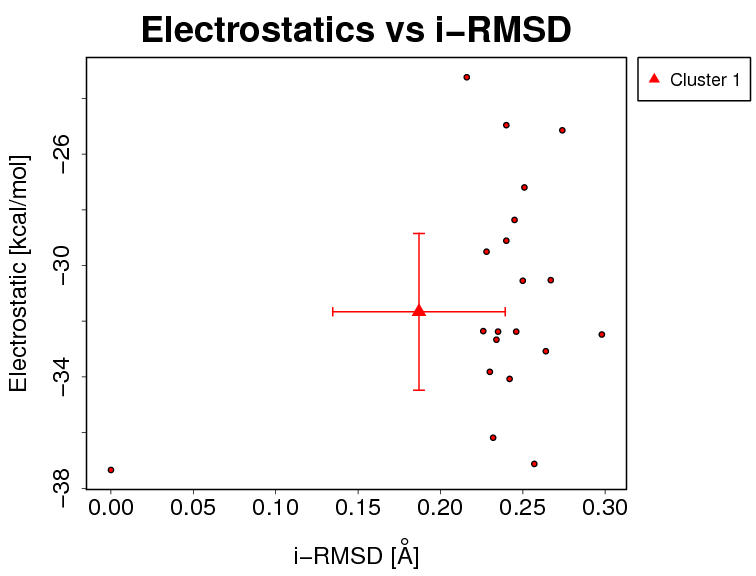 Electrostatics vs i−RMSD
Cluster 1
Electrostatic [kcal/mol]
−26
−30
−34
−38
0.00 0.05 0.10 0.15 0.20 0.25 0.30
i−RMSD [Å]